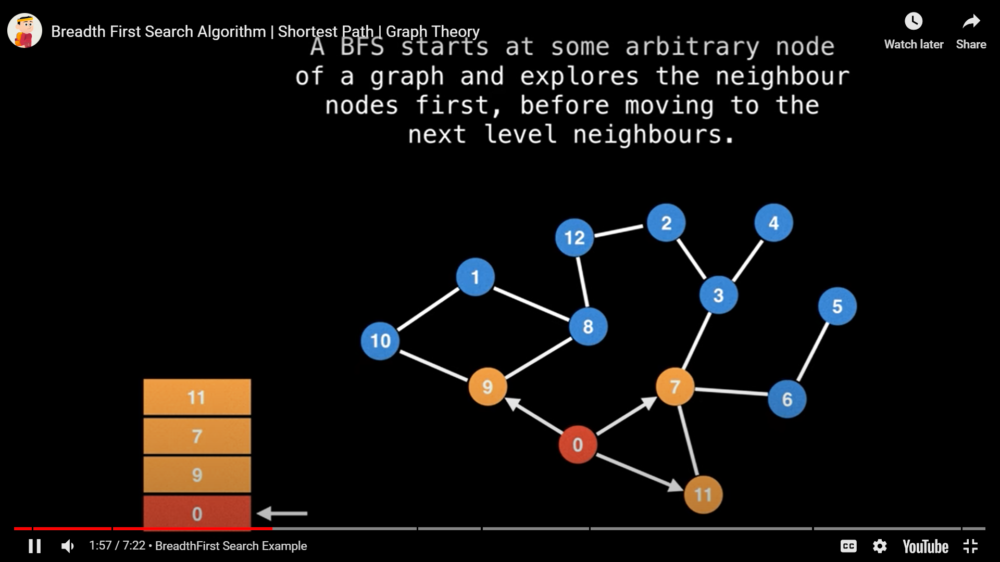 Breadth First Search Algorithm | Shortest Path | Graph Theory
Watch later
Share
A BFS starts at some arbitrary node
of a graph and explores the neighbour
nodes first, before moving to the
next level neighbours.
12
2
4
1
3
5
8
10
9
7
6
0
11
11
7
9
0
1:57 / 7:22 • BreadthFirst Search Example
CC
YouTube